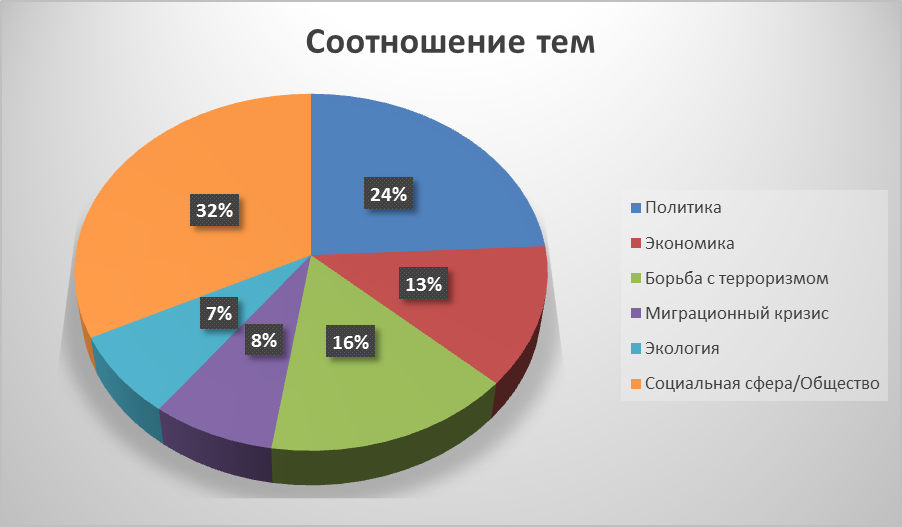 Соотношение тем
24%
13%
16%
8%
7%
32%
Политика
Экономика
Борьба с терроризмом
Миграционный кризис
Экология
Социальная сфера/Общество